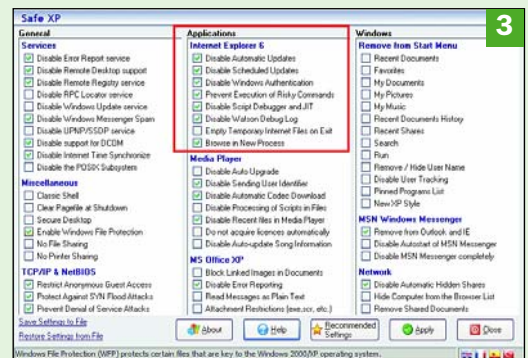 Safe XP
3
General
Services
Disable Error Report service
Disable Remote Desktop support
Disable Remote Registry service
Disable RPC Locator service
Disable Windows Update service
Disable Windows Messenger Spam
Disable UPNP/SSDP service
Disable support for DCOM
Disable Internet Time Synchronize
Disable the POSIX Subsystem
Miscellaneous
Classic Shell
Clear Pagefile at Shutdown
Secure Desktop
Enable Windows File Protection
No File Sharing
No Printer Sharing
TCP/IP & NetBIOS
Restrict Anonymous Guest Access
Protect Against SYN Flood Attacks
Prevent Denial of Service Attacks
Applications
Internet Explorer 6
Disable Automatic Updates
Disable Scheduled Updates
Disable Windows Authentication
Prevent Execution of Risky Commands
Disable Script Debugger and JIT
Disable Watson Debug Log
Empty Temporary Internet Files on Exit
Browse in New Process
Media Player
Disable Auto Upgrade
Disable Sending User Identifier
Disable Automatic Codec Download
Disable Processing of Scripts in Files
Disable Recent files in Media Player
Do not acquire licences automatically
Disable Auto-update Song Information
MS Office XP
Block Linked Images in Documents
Disable Error Reporting
Read Messages as Plain Text
Attachment Restrictions (exe,scr, etc.)
Windows
Remove from Start Menu
Recent Documents
Favorites
My Documents
My Pictures
My Music
Recent Documents History
Recent Shares
Search
Run
Remove / Hide User Name
Disable User Tracking
Pinned Programs List
New XP Style
MSN Windows Messenger
Remove from Outlook and IE
Disable Autostart of MSN Messenger
Disable MSN Messenger completely
Network
Disable Automatic Hidden Shares
Hide Computer from the Browser List
Remove Shared Documents
Save Settings to File
Restore Settings from File
About
Help
Recommended Settings
Apply
Close
Windows File Protection (WFP) protects certain files that are key to the Windows 2000/XP operating system.